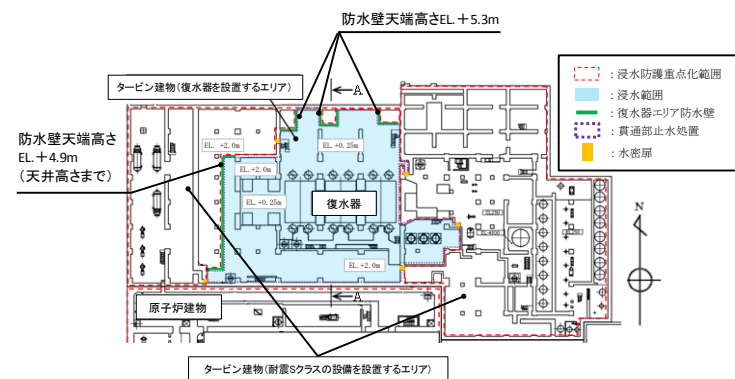 防水壁天端高さEL.+5.3m
A
タービン建物(復水器を設置するエリア)
:浸水防護重点化範囲
:浸水範囲
:復水器エリア防水壁
:貫通部止水処置
:水密扉
防水壁天端高さ
EL.+4.9m
(天井高さまで)
EL. +2.0m
EL.+0.25m
EL.+2.0m
EL.+0.25m
復水器
EL.+2.0m
N
A
原子炉建物
タービン建物(耐震Sクラスの設備を設置するエリア)